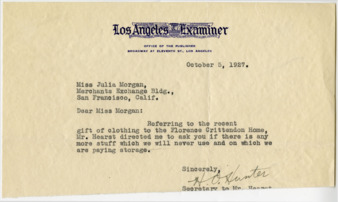 Los Angeles Examiner
OFFICE OF THE PUBLISHER
BROADWAY AT ELEVENTH ST., LOS ANGELES
October 5, 1927.
Miss Julia Morgan,
Merchants Exchange Bldg.,
San Francisco, Calif.
Dear Miss Morgan:
Referring to the recent
gift of clothing to the Florence Crittendon Home,
Mr. Hearst directed me to ask you if there is any
more stuff which we will never use and on which we
are paying storage.
Sincerely,
H O Hunter
Secretary to Mr. Hearst